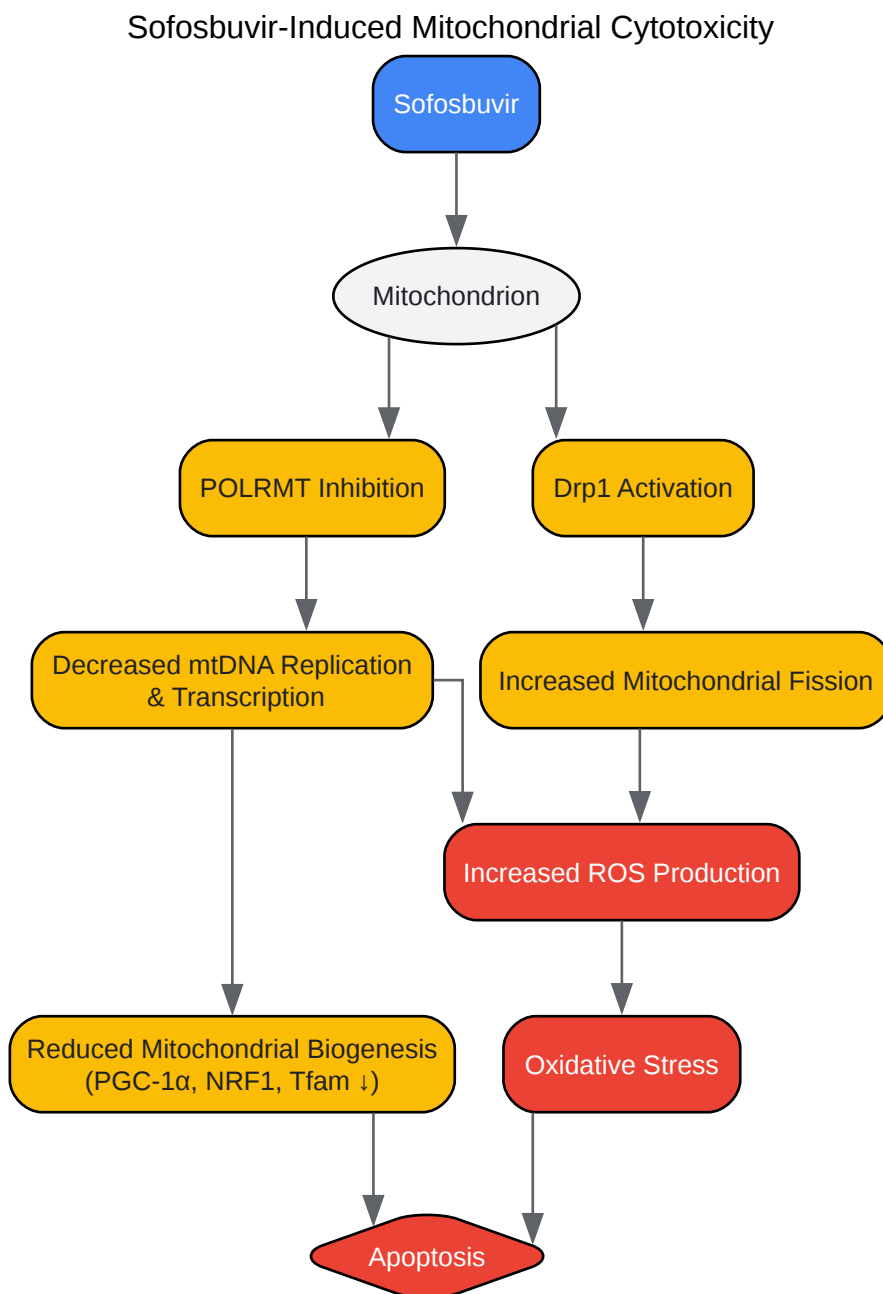 Sofosbuvir-Induced Mitochondrial Cytotoxicity
Sofosbuvir
Mitochondrion
POLRMT Inhibition
Drp1 Activation
Decreased mtDNA Replication
& Transcription
Increased Mitochondrial Fission
Increased ROS Production
Reduced Mitochondrial Biogenesis
(PGC-1α, NRF1, Tfam ↓)
Oxidative Stress
Apoptosis